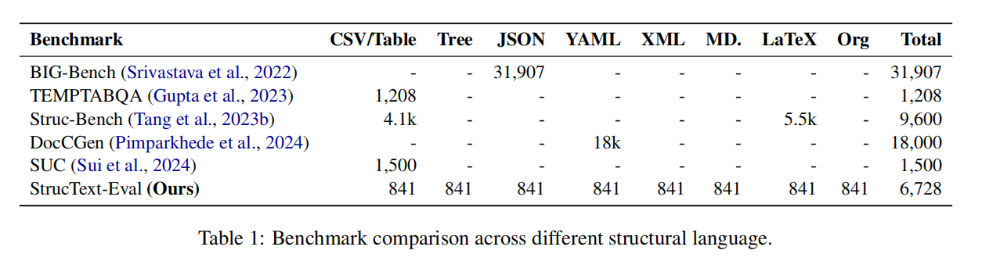 Benchmark CSV/Table Tree JSON YAML XML MD. LaTeX Org Total
BIG-Bench (Srivastava et al., 2022) - - 31,907 - - - - - 31,907
TEMPTABQA (Gupta et al., 2023) 1,208 - - - - - - - 1,208
Struc-Bench (Tang et al., 2023b) 4.1k - - - - - 5.5k - 9,600
DocCGen (Pimparkhede et al., 2024) - - - 18k - - - - 18,000
SUC (Sui et al., 2024) 1,500 - - - - - - - 1,500
StrucText-Eval (Ours) 841 841 841 841 841 841 841 841 6,728
Table 1: Benchmark comparison across different structural language.